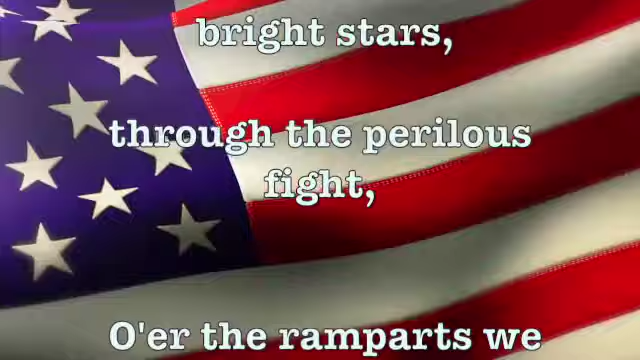 bright stars,
through the perilous
fight,
O'er the ramparts we